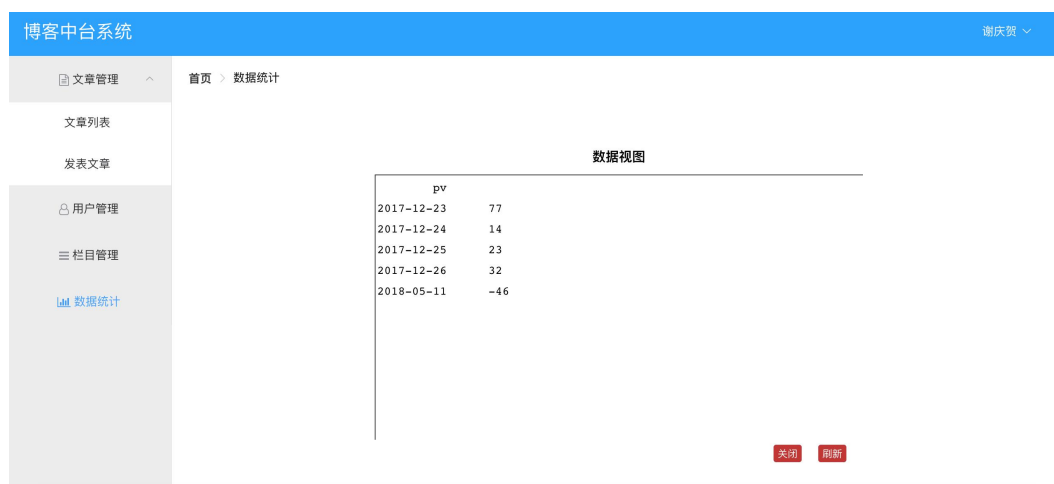 博客中台系统
谢庆贺
文章管理
首页 > 数据统计
文章列表
发表文章
用户管理
栏目管理
数据统计
数据视图
pv
2017-12-23 77
2017-12-24 14
2017-12-25 23
2017-12-26 32
2018-05-11 -46
关闭 刷新